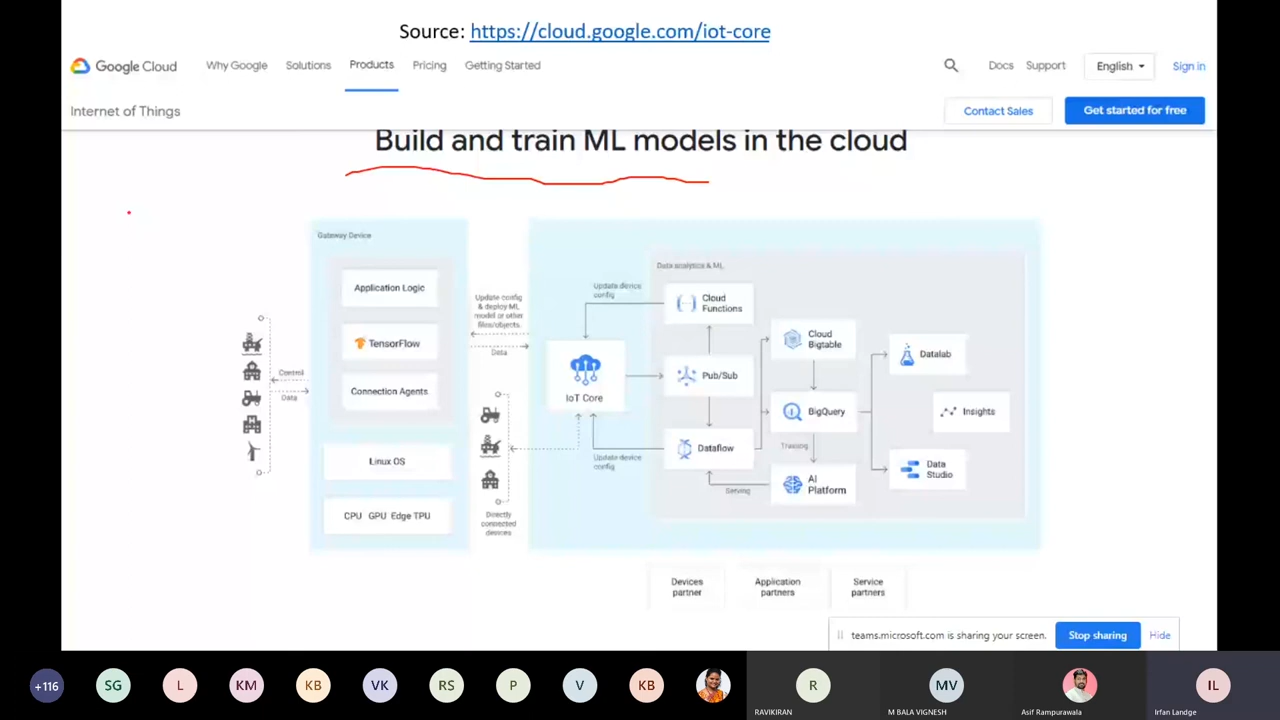 Source: https://cloud.google.com/iot-core
Google Cloud
Why Google
Solutions
Products
Pricing
Getting Started
Docs
Support
English
Sign in
Internet of Things
Contact Sales
Get started for free
Build and train ML models in the cloud
Gateway Device
Application Logic
TensorFlow
Connection Agents
Linux OS
CPU GPU Edge TPU
Control
Data
Update config
& deploy ML
model or other
files/objects.
Data
Directly
connected
devices
IoT Core
Update device
config
Update device
config
Data analytics & ML
Cloud
Functions
Pub/Sub
Dataflow
Cloud
Bigtable
BigQuery
Training
AI
Platform
Serving
Datalab
Insights
Data
Studio
Devices
partner
Application
partners
Service
partners
teams.microsoft.com is sharing your screen.
Stop sharing
Hide
+116
SG
L
KM
KB
VK
RS
P
V
KB
R
RAVIKIRAN
MV
M BALA VIGNESH
Asif Rampurawala
IL
Irfan Landge